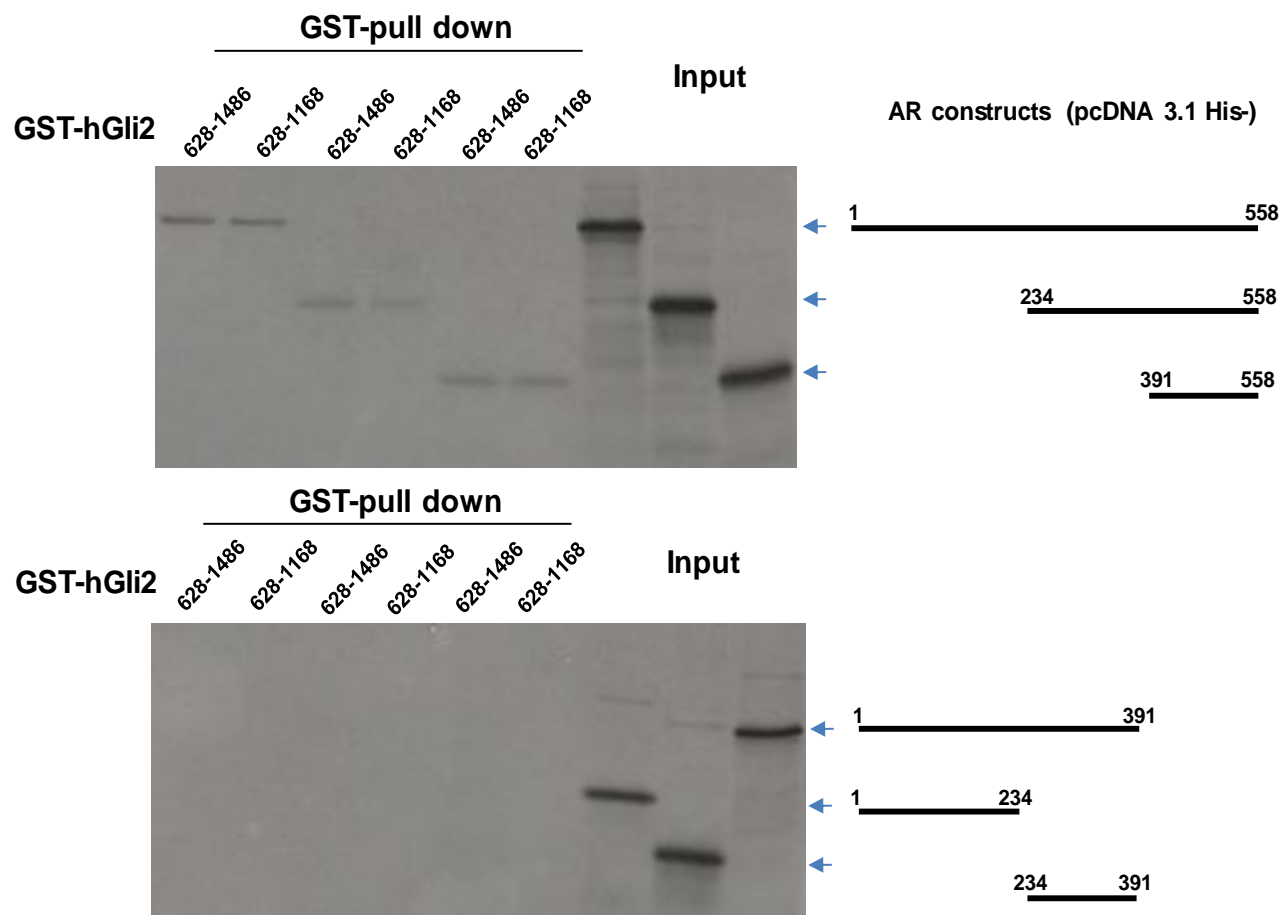 GST-pull down
Input
GST-hGli2
628-1486 628-1168 628-1486 628-1168 628-1486 628-1168
AR constructs (pcDNA 3.1 His-)
1 558
234 558
391 558
GST-pull down
Input
GST-hGli2
628-1486 628-1168 628-1486 628-1168 628-1486 628-1168
1 391
1 234
234 391